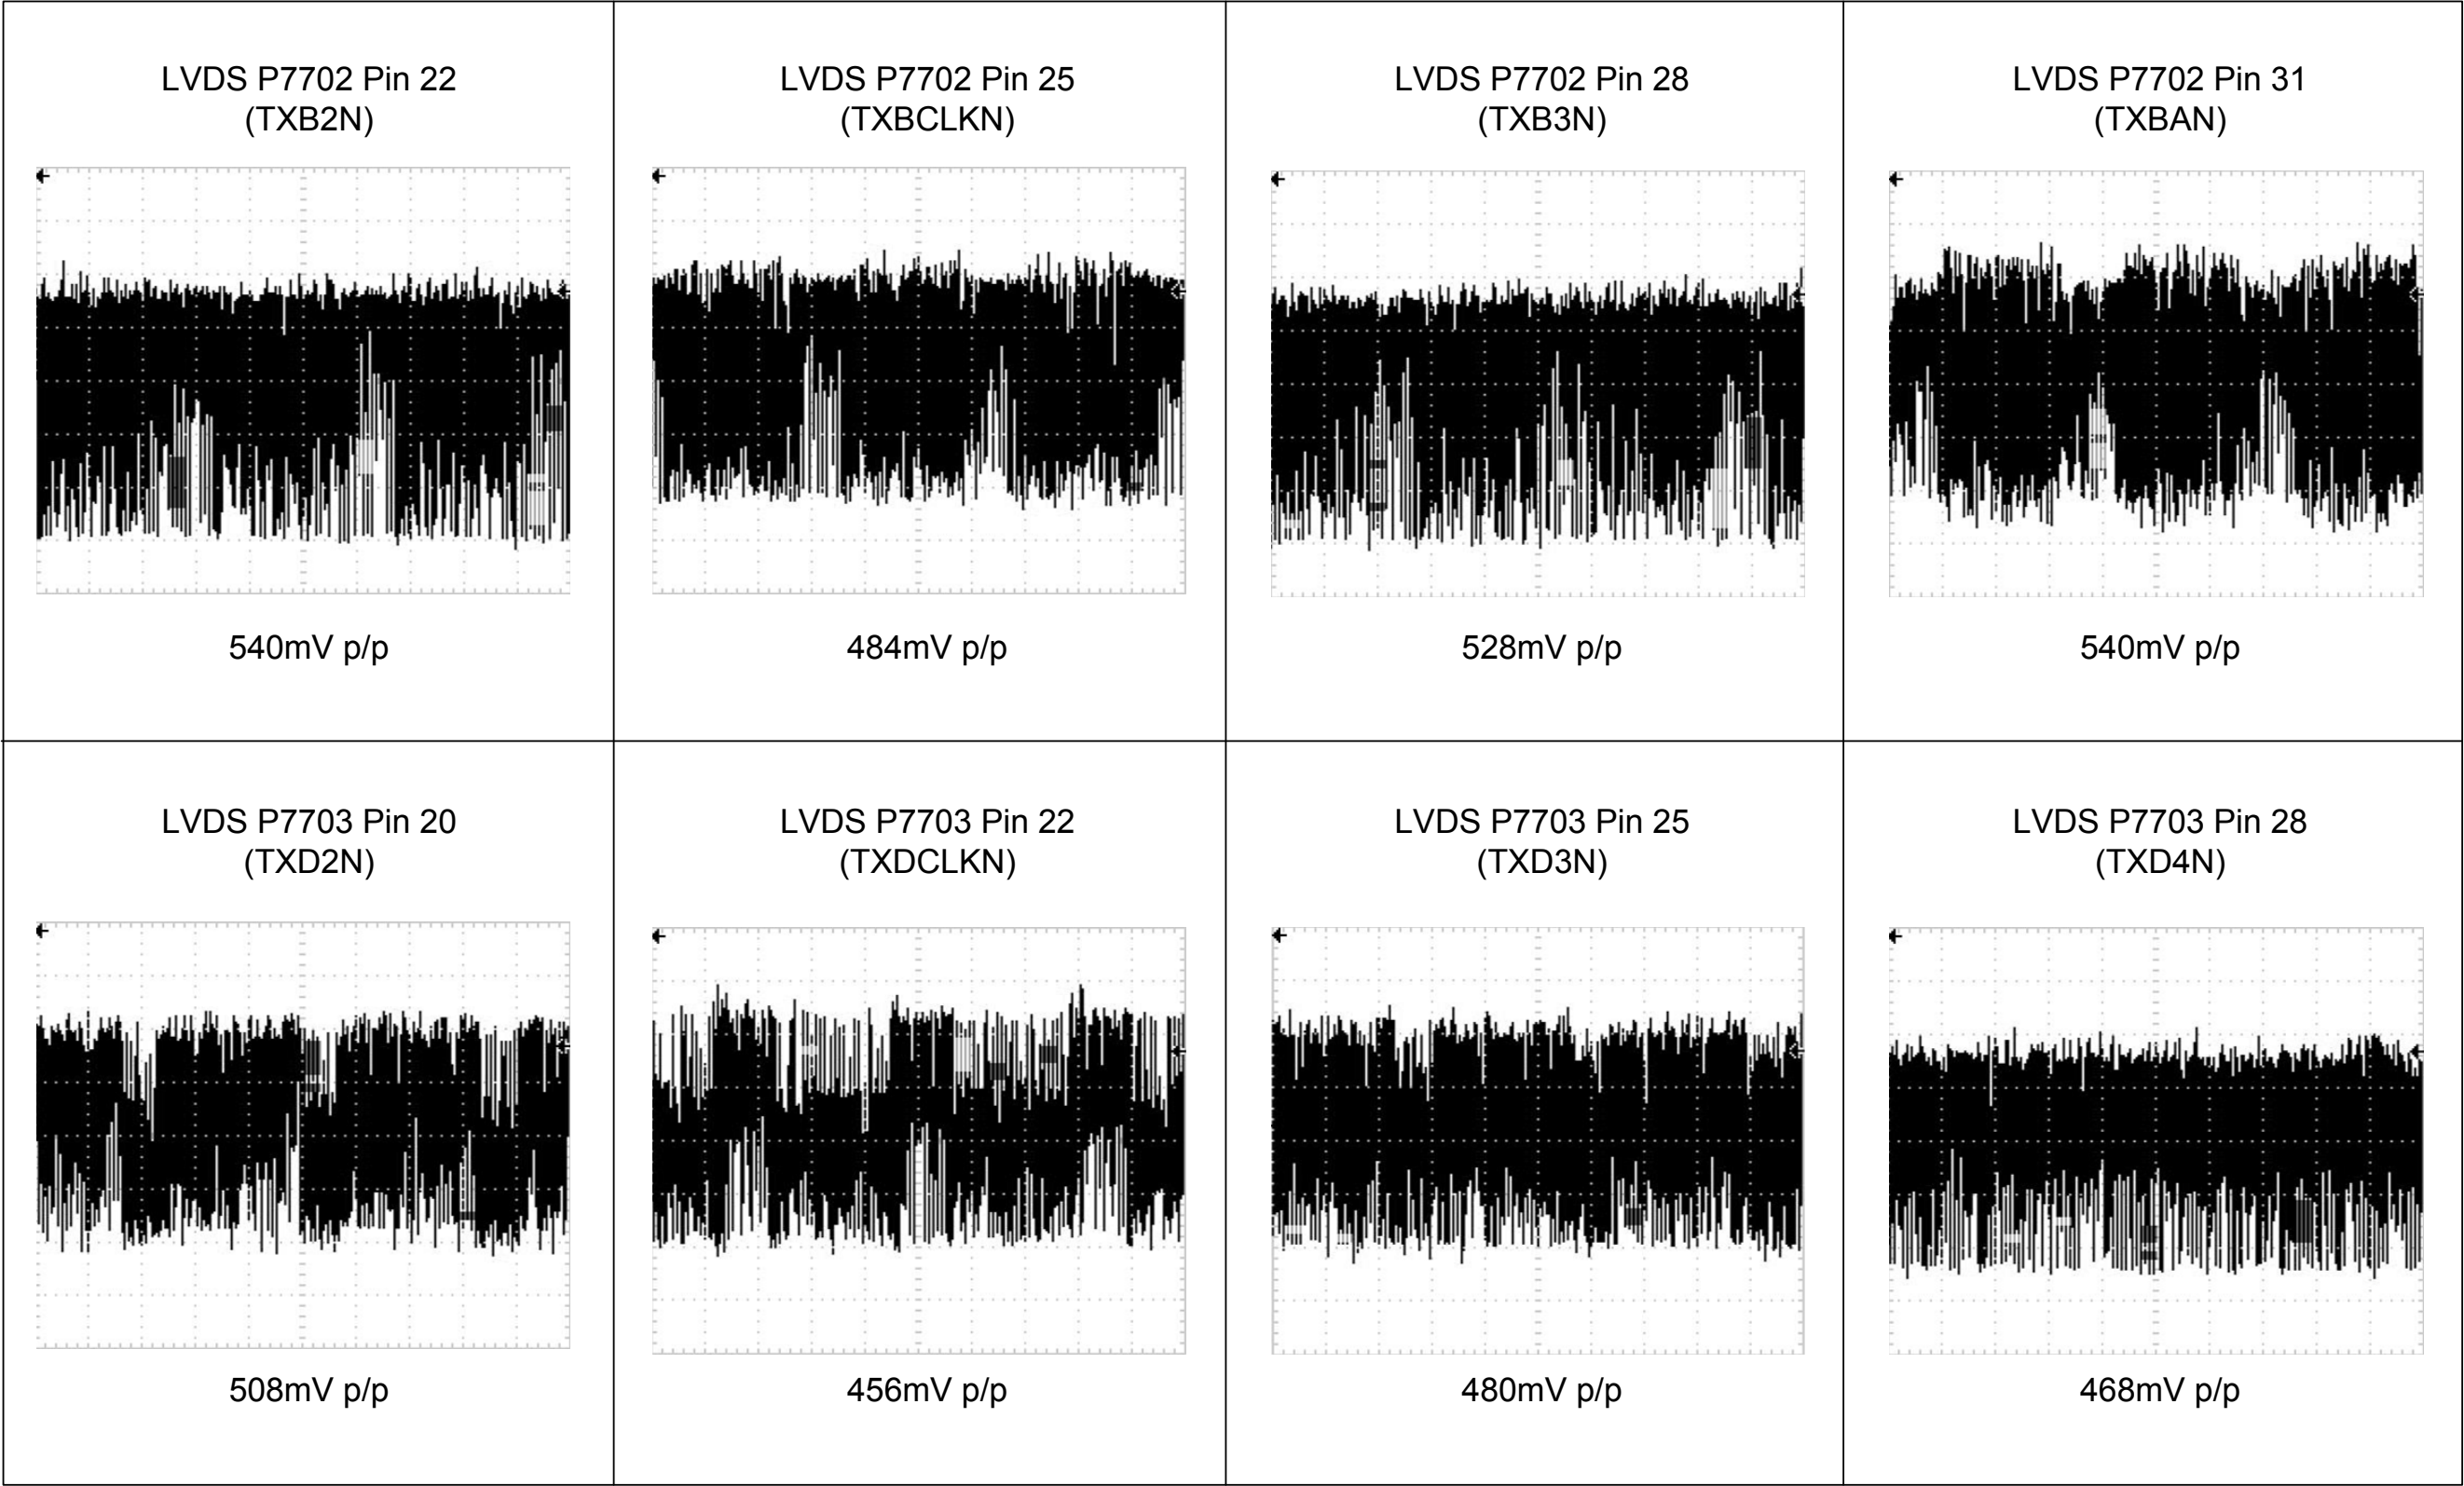 LVDS P7702 Pin 22
(TXB2N)
540mV p/p
LVDS P7702 Pin 25
(TXBCLKN)
484mV p/p
LVDS P7702 Pin 28
(TXB3N)
528mV p/p
LVDS P7702 Pin 31
(TXBAN)
540mV p/p
LVDS P7703 Pin 20
(TXD2N)
508mV p/p
LVDS P7703 Pin 22
(TXDCLKN)
456mV p/p
LVDS P7703 Pin 25
(TXD3N)
480mV p/p
LVDS P7703 Pin 28
(TXD4N)
468mV p/p